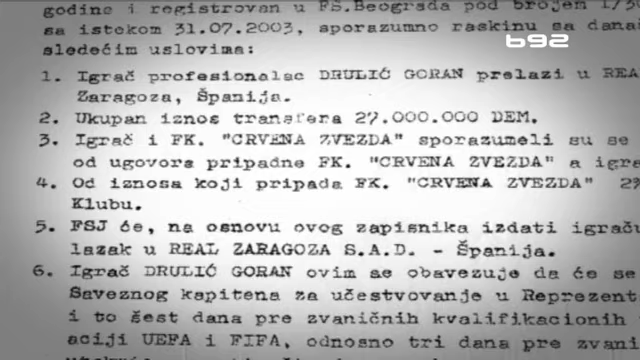 godine i registrovan u FS.Beograda pod brojem 1/30
sa istekom 31.07.2003, sporazumno raskinu sa dana
sledećim uslovima:
B92
1. Igrač profesionalac DRULIĆ GORAN prelazi u REAL
Zaragoza, Španija.
2. Ukupan iznos transfera 27.000.000 DEM.
3. Igrač i FK. "CRVENA ZVEZDA" sporazumeli su se
od ugovora pripadne FK. "CRVENA ZVEZDA" a igra
4. Od iznosa koji pripada FK. "CRVENA ZVEZDA" 2%
Klubu.
5. FSJ će, na osnovu ovog zapisnika izdati igraču
lazak u REAL ZARAGOZA S.A.D. - Španija.
6. Igrač DRULIĆ GORAN ovim se obavezuje da će se
Saveznog kapitena za učestvovanje u Reprezent
i to šest dana pre zvaničnih kvalifikacionih
aciji UEFA i FIFA, odnosno tri dana pre zvani